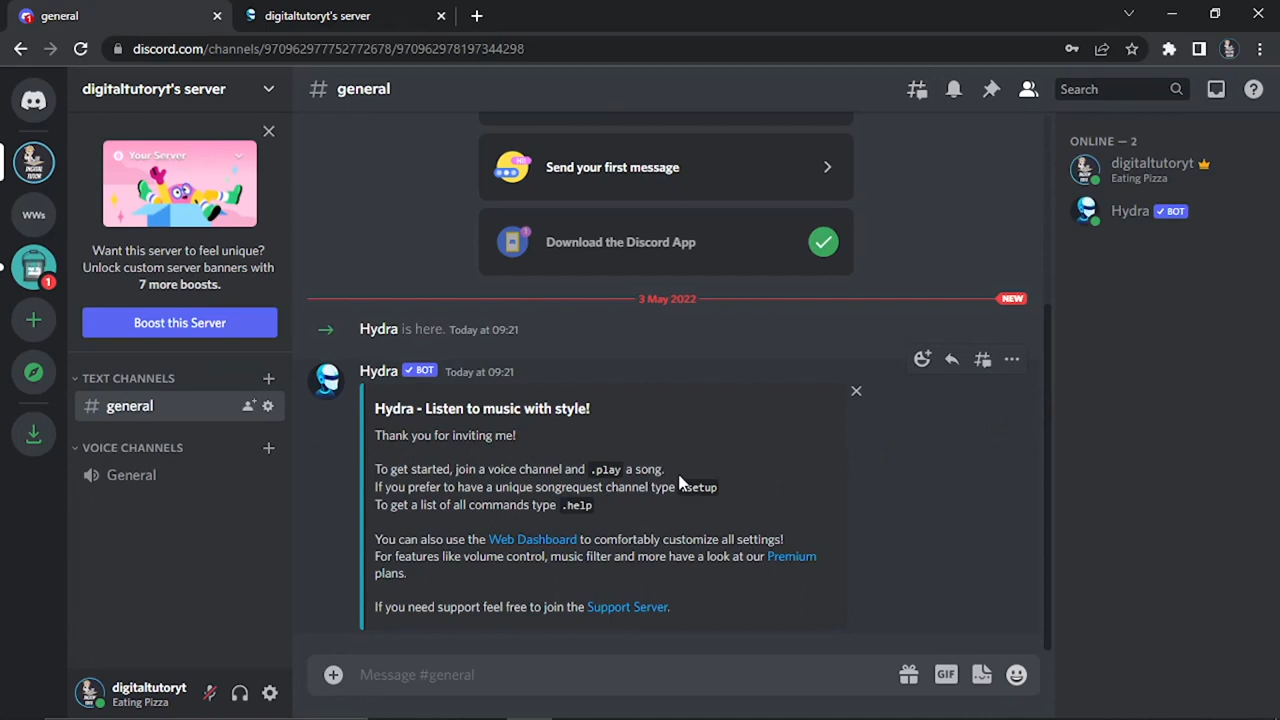 general
digitaltutoryt's server
discord.com/channels/970962977752772678/970962978197344298
digitaltutoryt's server
general
Search
Your Server
Want this server to feel unique?
Unlock custom server banners with
7 more boosts.
Boost this Server
TEXT CHANNELS
general
VOICE CHANNELS
General
WWs
1
digitaltutoryt
Eating Pizza
Send your first message
Download the Discord App
3 May 2022
NEW
Hydra is here. Today at 09:21
Hydra BOT Today at 09:21
Hydra - Listen to music with style!
Thank you for inviting me!
To get started, join a voice channel and .play a song.
If you prefer to have a unique songrequest channel type
To get a list of all commands type .help
You can also use the Web Dashboard to comfortably customize all settings!
For features like volume control, music filter and more have a look at our Premium
plans.
If you need support feel free to join the Support Server.
Message #general
GIF
ONLINE — 2
digitaltutoryt
Eating Pizza
Hydra BOT